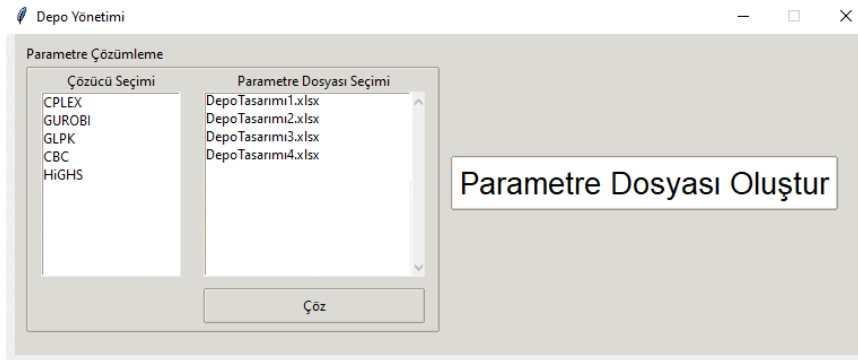 Depo Yönetimi
Parametre Çözümleme
Çözücü Seçimi
Parametre Dosyası Seçimi
CPLEX
GUROBI
GLPK
CBC
HiGHS
DepoTasarımı1.xlsx
DepoTasarımı2.xlsx
DepoTasarımı3.xlsx
DepoTasarımı4.xlsx
Çöz
Parametre Dosyası Oluştur